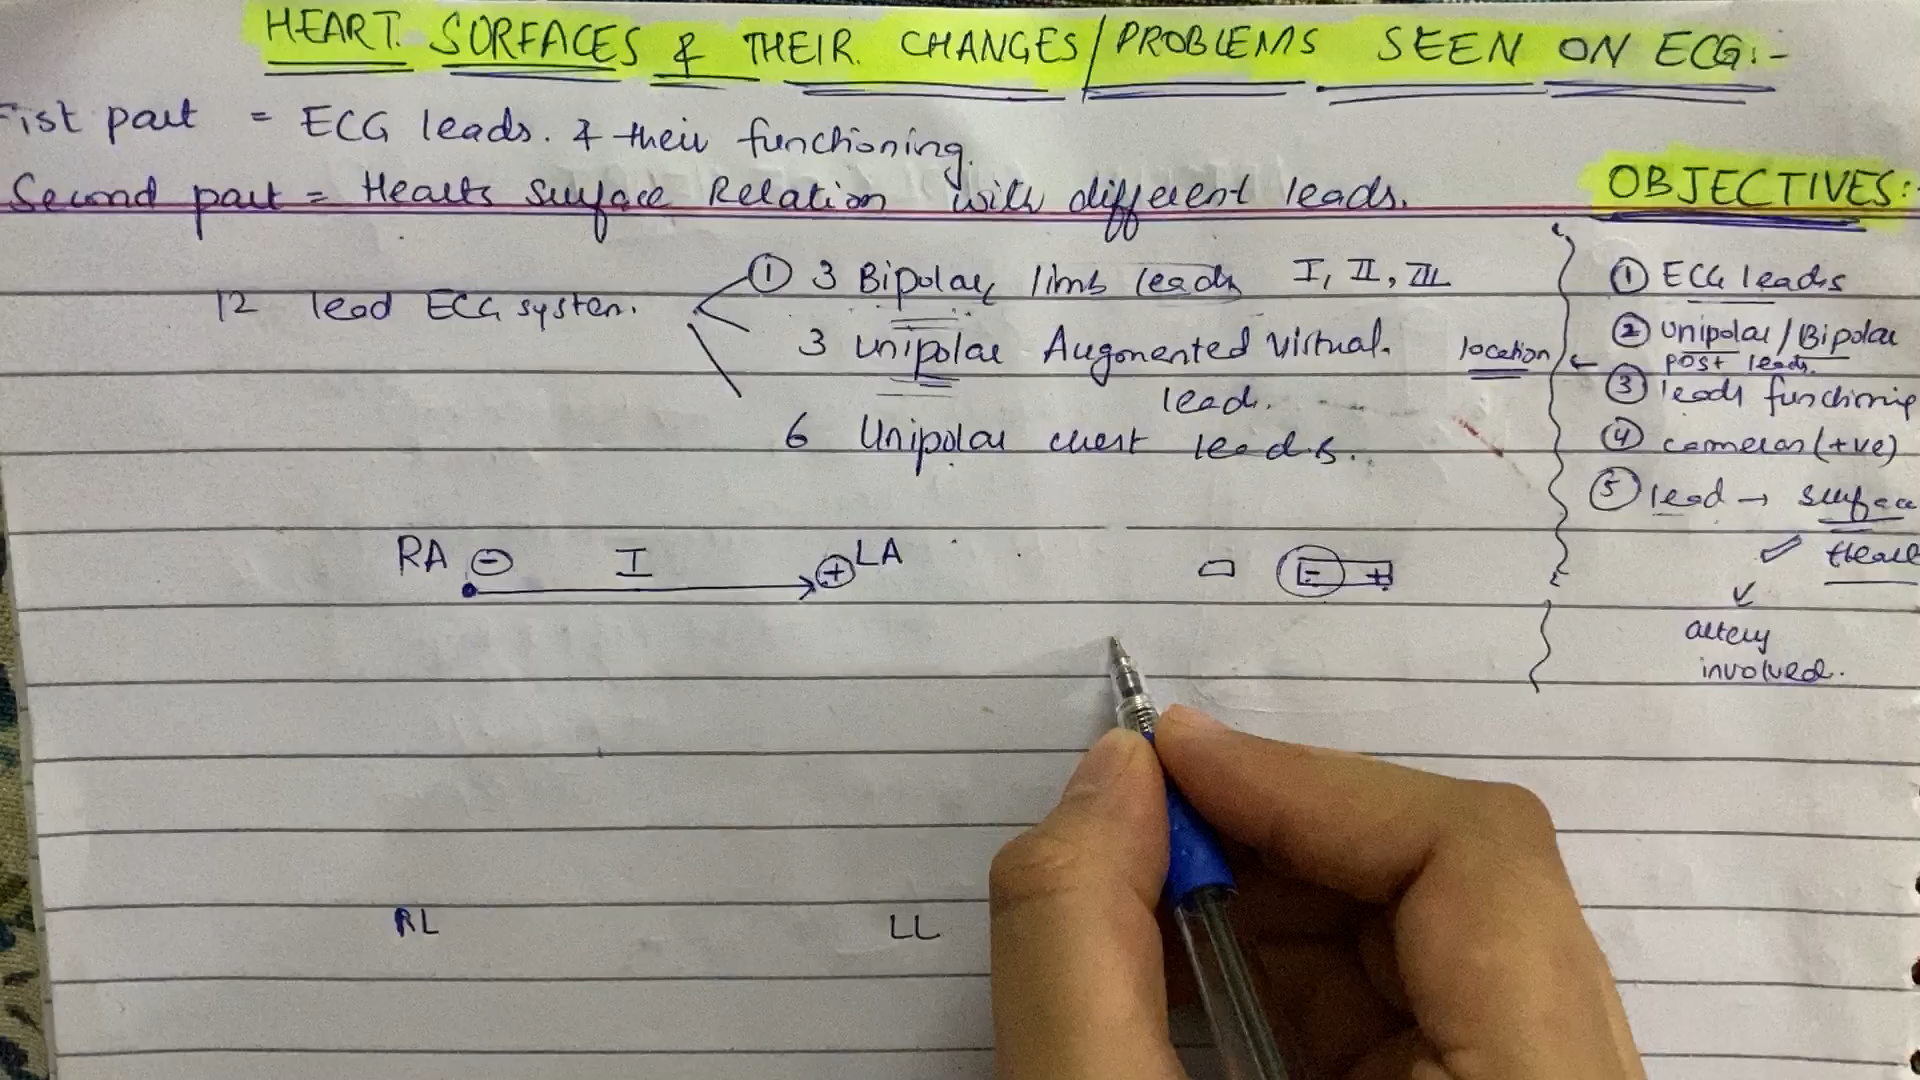 HEART SURFACES & THEIR CHANGES/PROBLEMS SEEN ON ECG:-
Fist part = ECG leads. & their functioning.
Second part = Hearts Surface Relation with different leads.
12 lead ECG system.
① 3 Bipolar limb leads I, II, III
3 unipolar Augmented virtual.
lead.
6 Unipolar chest leads.
location
OBJECTIVES:-
① ECG leads
② Unipolar/Bipolar
post leads.
③ leads functioning
④ cameras (+ve)
⑤ lead → surface
Heart
artery
involved.
RA ⊖ I ⊕ LA
- +
RL LL